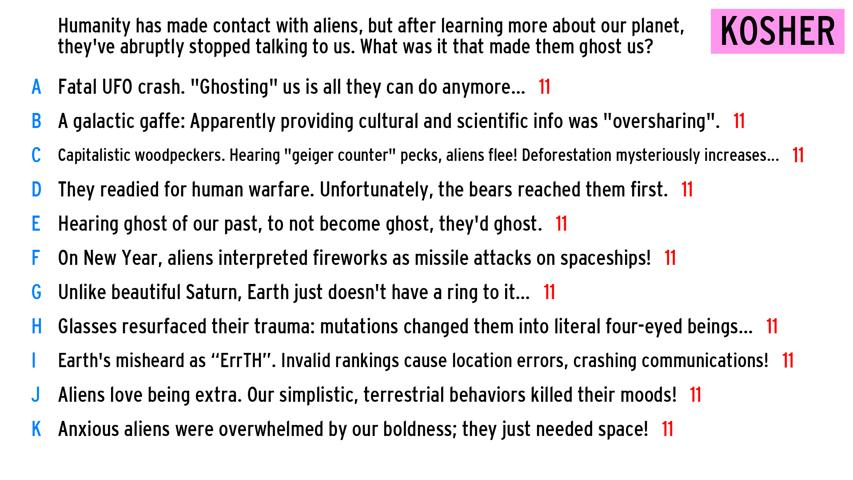 Humanity has made contact with aliens, but after learning more about our planet,
they've abruptly stopped talking to us. What was it that made them ghost us?
KOSHER
A Fatal UFO crash. "Ghosting" us is all they can do anymore... 11
B A galactic gaffe: Apparently providing cultural and scientific info was "oversharing". 11
C Capitalistic woodpeckers. Hearing "geiger counter" pecks, aliens flee! Deforestation mysteriously increases... 11
D They readied for human warfare. Unfortunately, the bears reached them first. 11
E Hearing ghost of our past, to not become ghost, they'd ghost. 11
F On New Year, aliens interpreted fireworks as missile attacks on spaceships! 11
G Unlike beautiful Saturn, Earth just doesn't have a ring to it... 11
H Glasses resurfaced their trauma: mutations changed them into literal four-eyed beings... 11
I Earth's misheard as “ErrTH”. Invalid rankings cause location errors, crashing communications! 11
J Aliens love being extra. Our simplistic, terrestrial behaviors killed their moods! 11
K Anxious aliens were overwhelmed by our boldness; they just needed space! 11